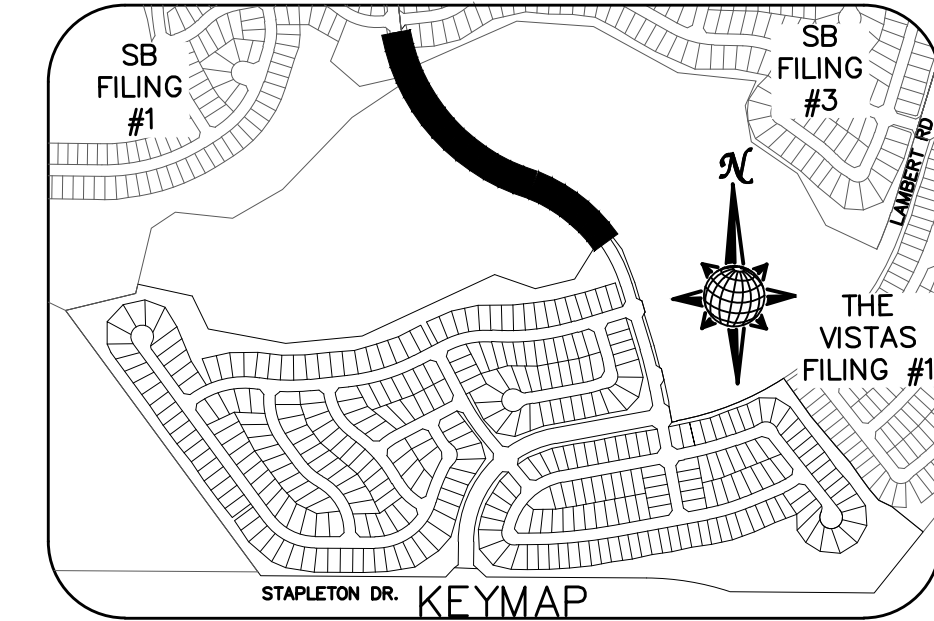 SB
FILING
#1
SB
FILING
#3
LAMBERT RD
N
THE
VISTAS
FILING #1
STAPLETON DR.
KEYMAP